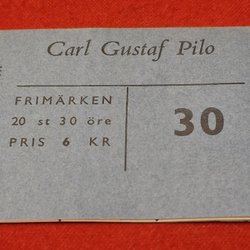 Carl Gustaf Pilo
FRIMÄRKEN
20 st 30 öre
PRIS 6 KR
30